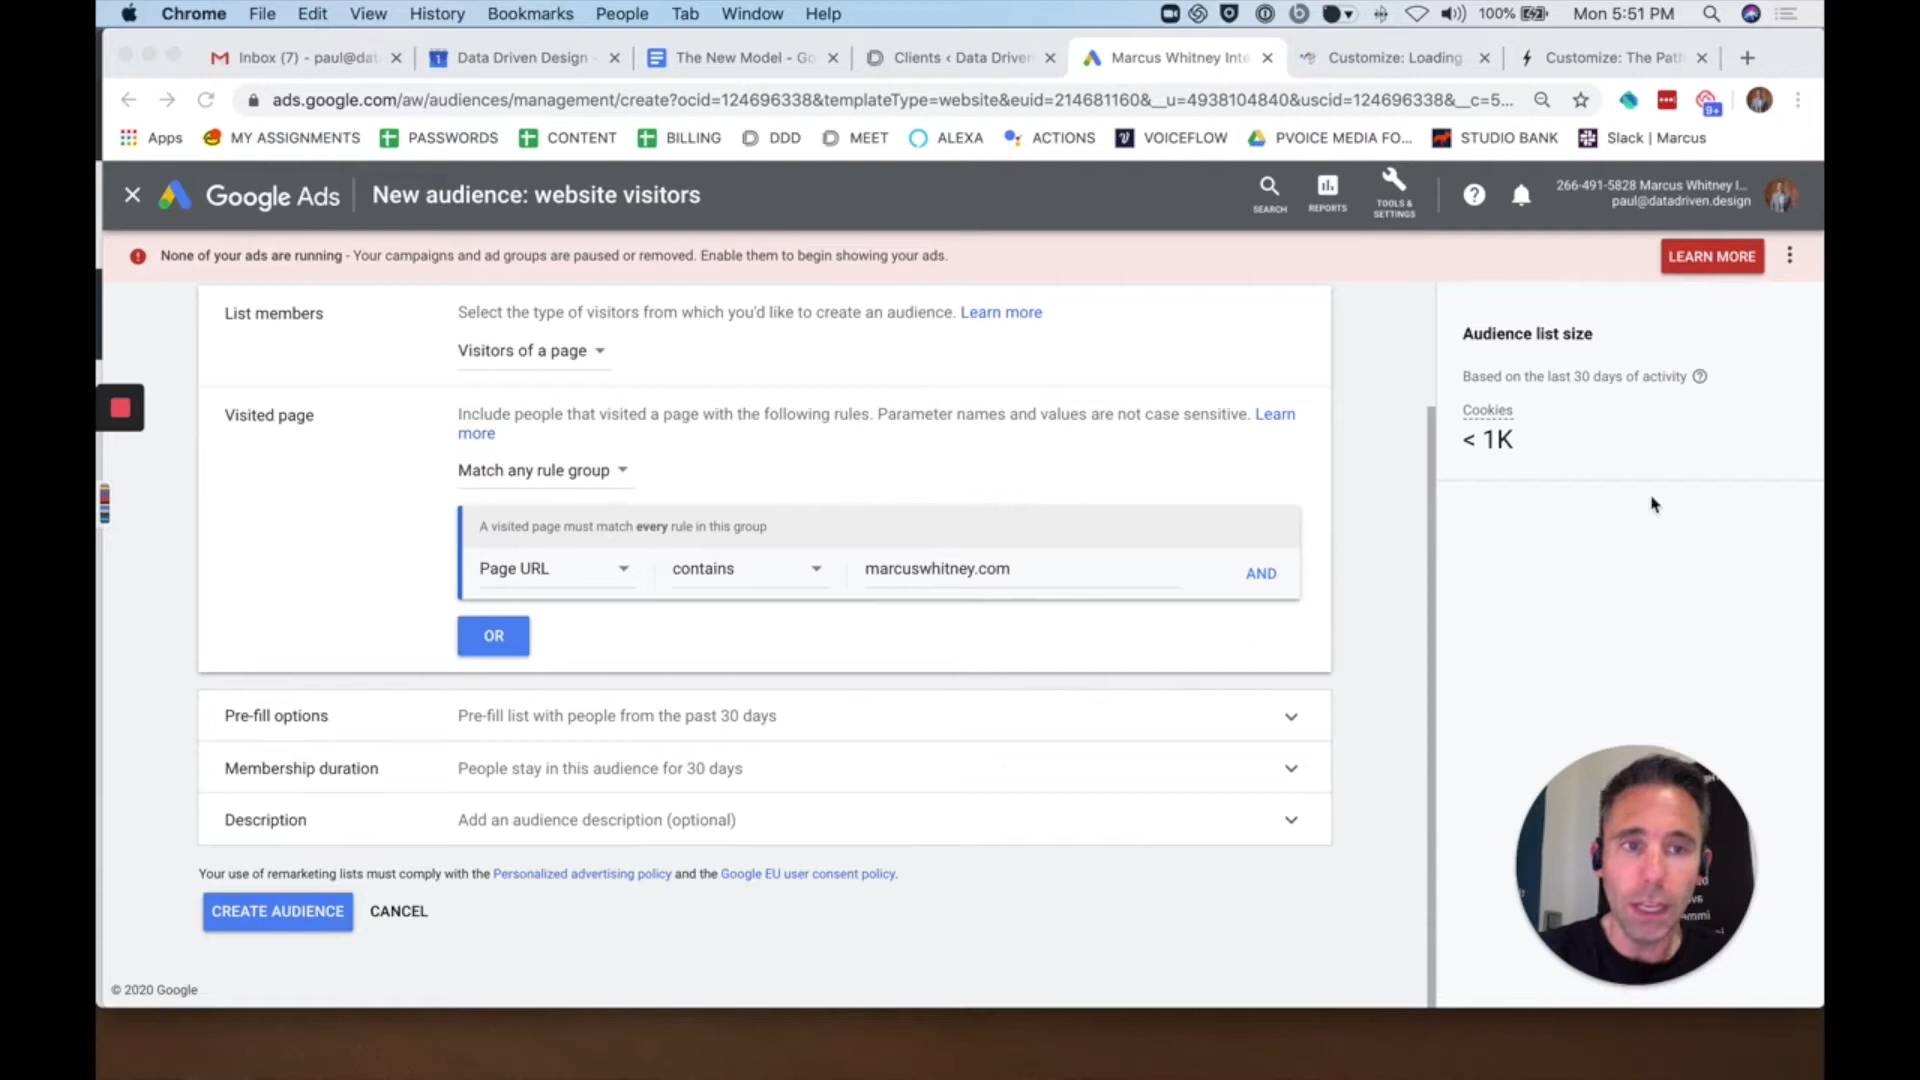 Chrome File Edit View History Bookmarks People Tab Window Help 100% Mon 5:51 PM
Inbox (7) - paul@dat Data Driven Design - The New Model - Go Clients ‹ Data Driven Marcus Whitney Inte Customize: Loading Customize: The Path
ads.google.com/aw/audiences/management/create?ocid=124696338&templateType=website&euid=214681160&__u=4938104840&uscid=124696338&__c=5...
9+
Apps MY ASSIGNMENTS PASSWORDS CONTENT BILLING DDD MEET ALEXA ACTIONS VOICEFLOW PVOICE MEDIA FO... STUDIO BANK Slack | Marcus
Google Ads New audience: website visitors
SEARCH REPORTS TOOLS & SETTINGS
266-491-5828 Marcus Whitney I...
paul@datadriven.design
None of your ads are running - Your campaigns and ad groups are paused or removed. Enable them to begin showing your ads. LEARN MORE
List members
Select the type of visitors from which you'd like to create an audience. Learn more
Visitors of a page
Visited page
Include people that visited a page with the following rules. Parameter names and values are not case sensitive. Learn
more
Match any rule group
A visited page must match every rule in this group
Page URL contains marcuswhitney.com AND
OR
Pre-fill options Pre-fill list with people from the past 30 days
Membership duration People stay in this audience for 30 days
Description Add an audience description (optional)
Your use of remarketing lists must comply with the Personalized advertising policy and the Google EU user consent policy.
CREATE AUDIENCE CANCEL
© 2020 Google
Audience list size
Based on the last 30 days of activity
Cookies
< 1K